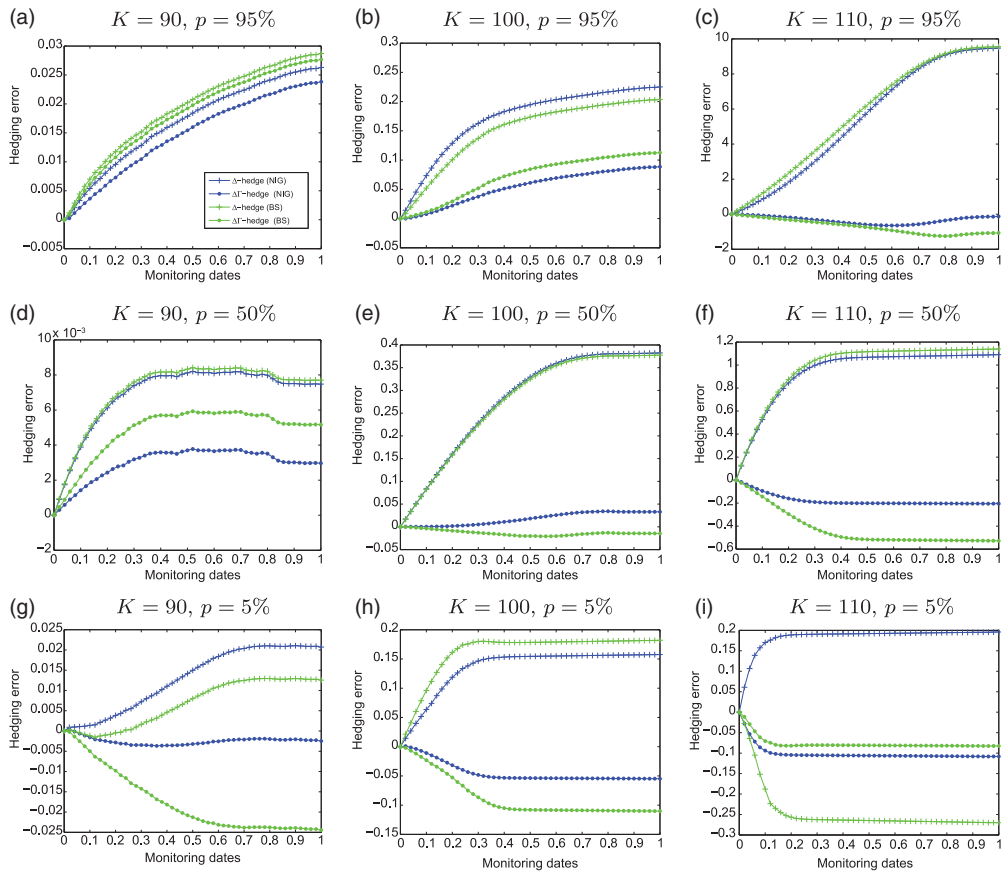 (a) K = 90, p = 95%
Hedging error
0.03
0.025
0.02
0.015
0.01
0.005
0
−0.005
Δ−hedge (NIG)
ΔΓ−hedge (NIG)
Δ−hedge (BS)
ΔΓ−hedge (BS)
0 0.1 0.2 0.3 0.4 0.5 0.6 0.7 0.8 0.9 1
Monitoring dates
(b) K = 100, p = 95%
Hedging error
0.3
0.25
0.2
0.15
0.1
0.05
0
−0.05
0 0.1 0.2 0.3 0.4 0.5 0.6 0.7 0.8 0.9 1
Monitoring dates
(c) K = 110, p = 95%
Hedging error
10
8
6
4
2
0
−2
0 0.1 0.2 0.3 0.4 0.5 0.6 0.7 0.8 0.9 1
Monitoring dates
(d) K = 90, p = 50%
Hedging error
10 × 10⁻³
8
6
4
2
0
−2
0 0.1 0.2 0.3 0.4 0.5 0.6 0.7 0.8 0.9 1
Monitoring dates
(e) K = 100, p = 50%
Hedging error
0.4
0.35
0.3
0.25
0.2
0.15
0.1
0.05
0
−0.05
0 0.1 0.2 0.3 0.4 0.5 0.6 0.7 0.8 0.9 1
Monitoring dates
(f) K = 110, p = 50%
Hedging error
1.2
1
0.8
0.6
0.4
0.2
0
−0.2
−0.4
−0.6
0 0.1 0.2 0.3 0.4 0.5 0.6 0.7 0.8 0.9 1
Monitoring dates
(g) K = 90, p = 5%
Hedging error
0.025
0.02
0.015
0.01
0.005
0
−0.005
−0.01
−0.015
−0.02
−0.025
0 0.1 0.2 0.3 0.4 0.5 0.6 0.7 0.8 0.9 1
Monitoring dates
(h) K = 100, p = 5%
Hedging error
0.2
0.15
0.1
0.05
0
−0.05
−0.1
−0.15
0 0.1 0.2 0.3 0.4 0.5 0.6 0.7 0.8 0.9 1
Monitoring dates
(i) K = 110, p = 5%
Hedging error
0.2
0.15
0.1
0.05
0
−0.05
−0.1
−0.15
−0.2
−0.25
−0.3
0 0.1 0.2 0.3 0.4 0.5 0.6 0.7 0.8 0.9 1
Monitoring dates